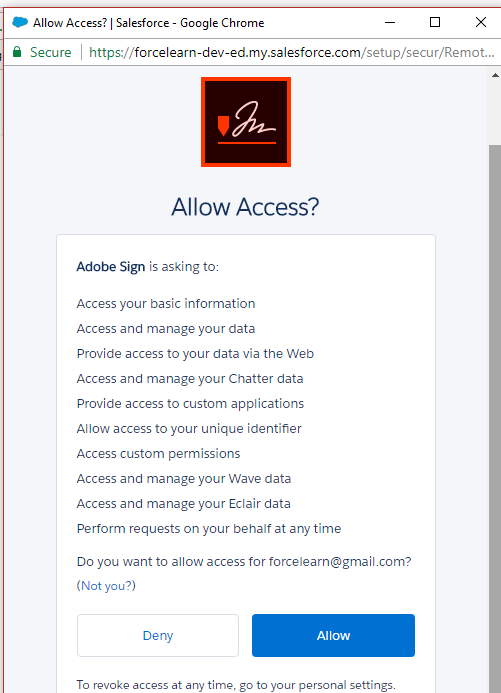 Allow Access? | Salesforce - Google Chrome
Secure https://forcelearn-dev-ed.my.salesforce.com/setup/secur/Remot...
Allow Access?
Adobe Sign is asking to:
Access your basic information
Access and manage your data
Provide access to your data via the Web
Access and manage your Chatter data
Provide access to custom applications
Allow access to your unique identifier
Access custom permissions
Access and manage your Wave data
Access and manage your Eclair data
Perform requests on your behalf at any time
Do you want to allow access for forcelearn@gmail.com?
(Not you?)
Deny Allow
To revoke access at any time, go to your personal settings.